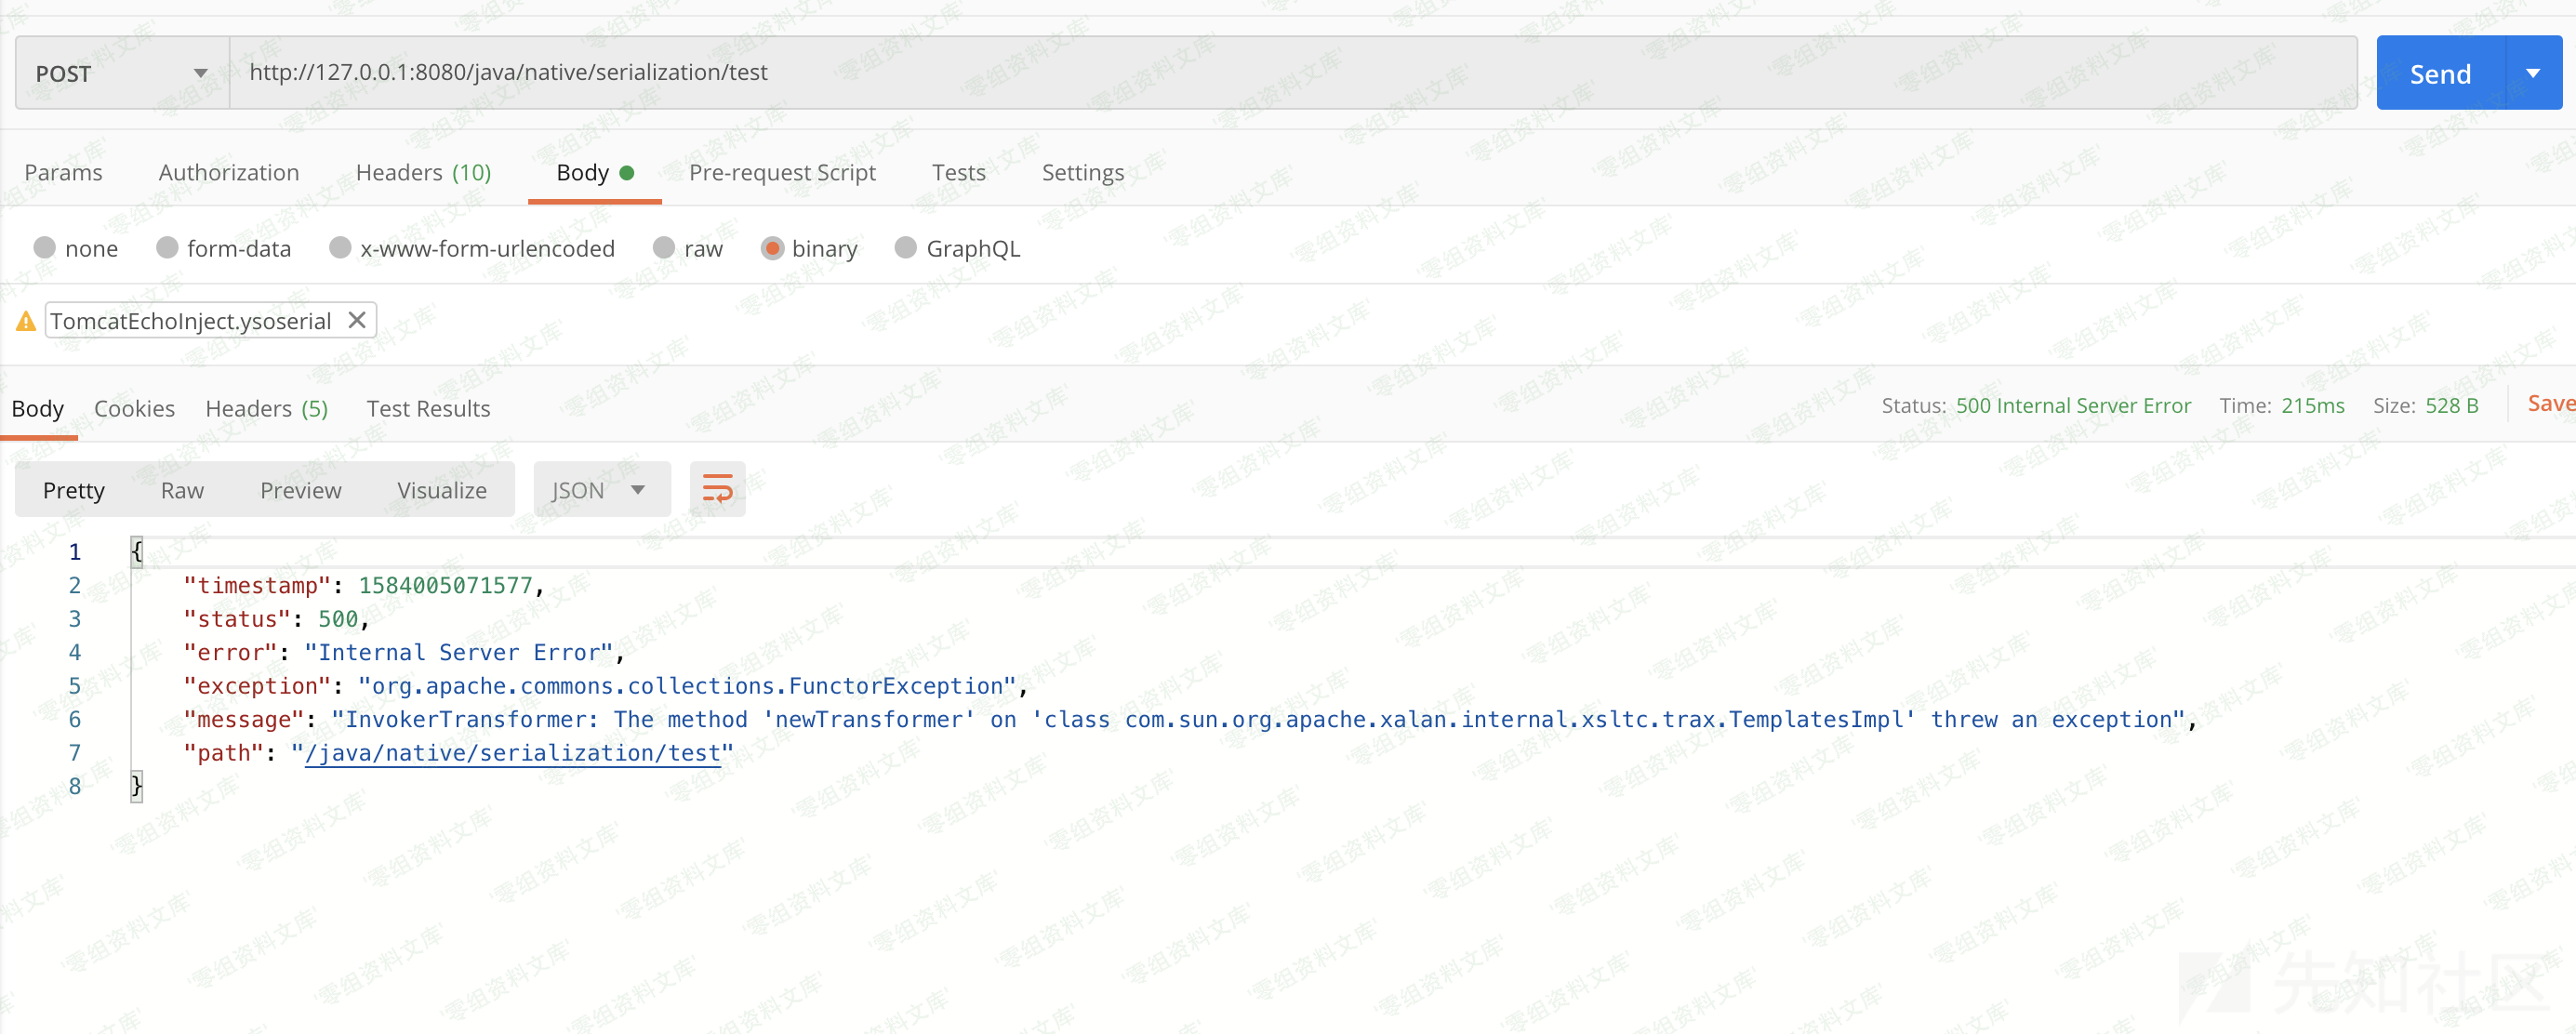 POST http://127.0.0.1:8080/java/native/serialization/test Send
Params Authorization Headers (10) Body Pre-request Script Tests Settings
none form-data x-www-form-urlencoded raw binary GraphQL
TomcatEchoInject.ysoserial
Body Cookies Headers (5) Test Results Status: 500 Internal Server Error Time: 215ms Size: 528 B Save
Pretty Raw Preview Visualize JSON
1 {
2 "timestamp": 1584005071577,
3 "status": 500,
4 "error": "Internal Server Error",
5 "exception": "org.apache.commons.collections.FunctorException",
6 "message": "InvokerTransformer: The method 'newTransformer' on 'class com.sun.org.apache.xalan.internal.xsltc.trax.TemplatesImpl' threw an exception",
7 "path": "/java/native/serialization/test"
8 }
零组资料文库
先知社区